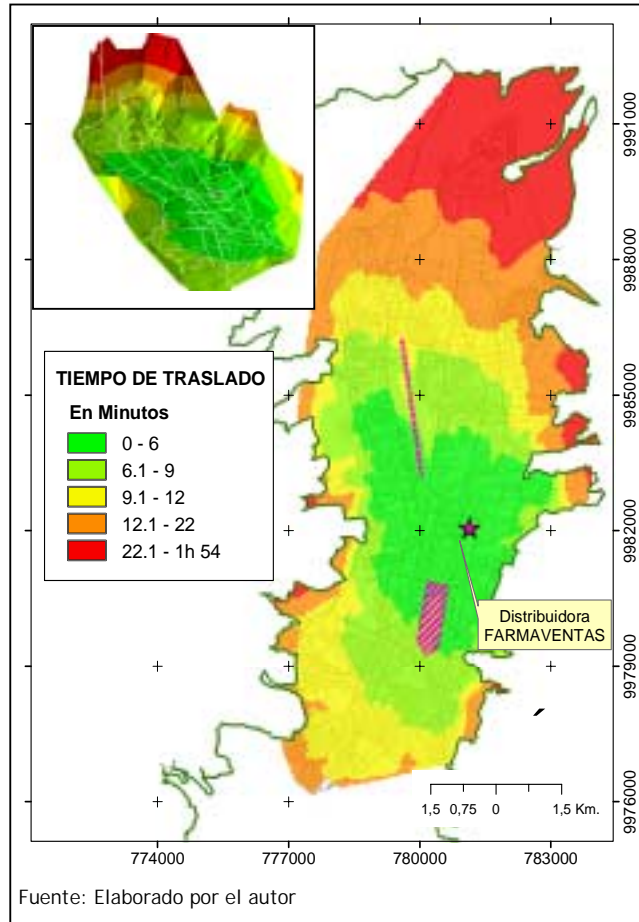 TIEMPO DE TRASLADO
En Minutos
0 - 6
6.1 - 9
9.1 - 12
12.1 - 22
22.1 - 1h 54
Distribuidora
FARMAVENTAS
1,5 0,75 0 1,5 Km.
9991000
9988000
9985000
9982000
9979000
9976000
774000 777000 780000 783000
Fuente: Elaborado por el autor